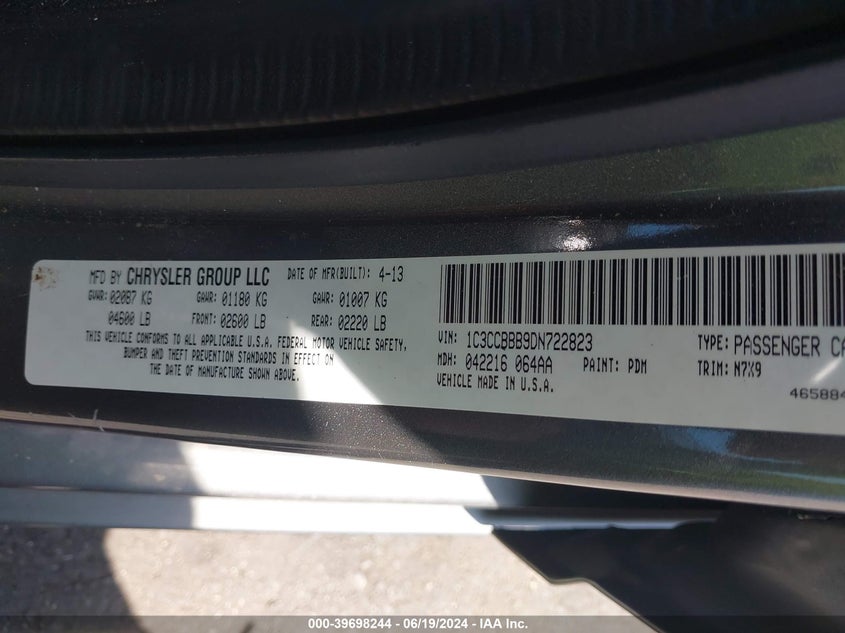 MFD BY CHRYSLER GROUP LLC DATE OF MFR(BUILT): 4-13
GVWR: 02087 KG GAWR: 01180 KG GAWR: 01007 KG
04600 LB FRONT: 02600 LB REAR: 02220 LB
THIS VEHICLE CONFORMS TO ALL APPLICABLE U.S.A. FEDERAL MOTOR VEHICLE SAFETY,
BUMPER AND THEFT PREVENTION STANDARDS IN EFFECT ON
THE DATE OF MANUFACTURE SHOWN ABOVE.
VIN: 1C3CCBBB9DN722823 TYPE: PASSENGER CA
MDH: 042216 064AA PAINT: PDM TRIM: N7X9
VEHICLE MADE IN U.S.A.
465884
000-39698244 - 06/19/2024 - IAA Inc.